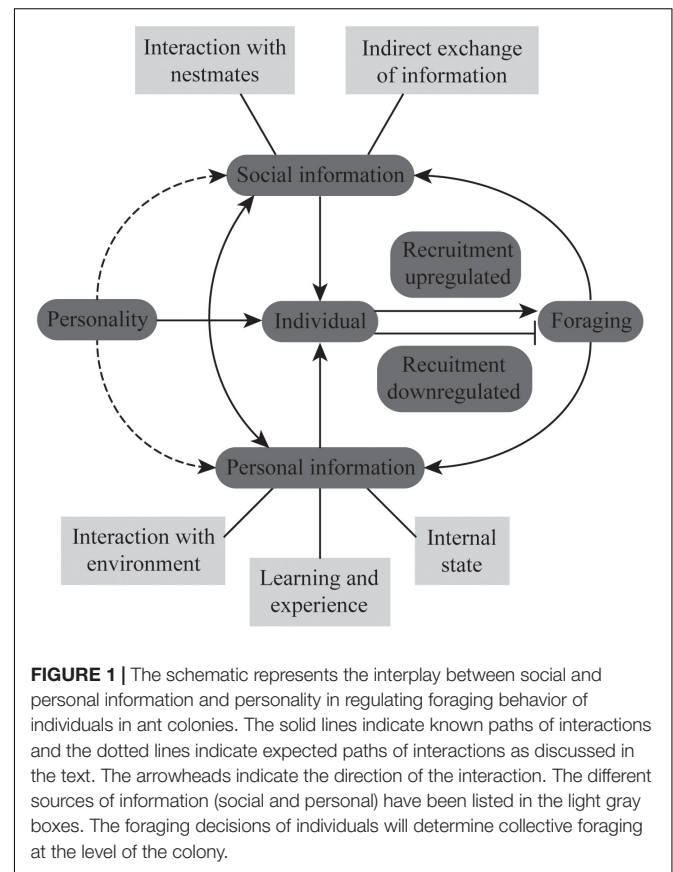 Interaction with
nestmates
Indirect exchange
of information
Social information
Recruitment
upregulated
Personality
Individual
Foraging
Recuitment
downregulated
Personal information
Interaction with
environment
Learning and
experience
Internal
state
FIGURE 1 | The schematic represents the interplay between social and
personal information and personality in regulating foraging behavior of
individuals in ant colonies. The solid lines indicate known paths of interactions
and the dotted lines indicate expected paths of interactions as discussed in
the text. The arrowheads indicate the direction of the interaction. The different
sources of information (social and personal) have been listed in the light gray
boxes. The foraging decisions of individuals will determine collective foraging
at the level of the colony.